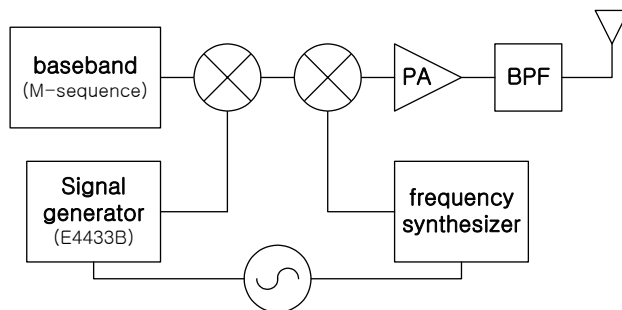 baseband
(M-sequence)
PA
BPF
Signal
generator
(E4433B)
frequency
synthesizer